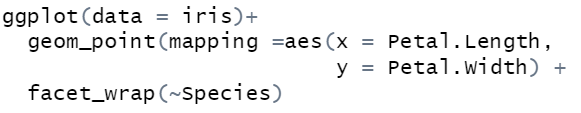 ggplot(data = iris)+
  geom_point(mapping =aes(x = Petal.Length,
                          y = Petal.Width) +
  facet_wrap(~Species)